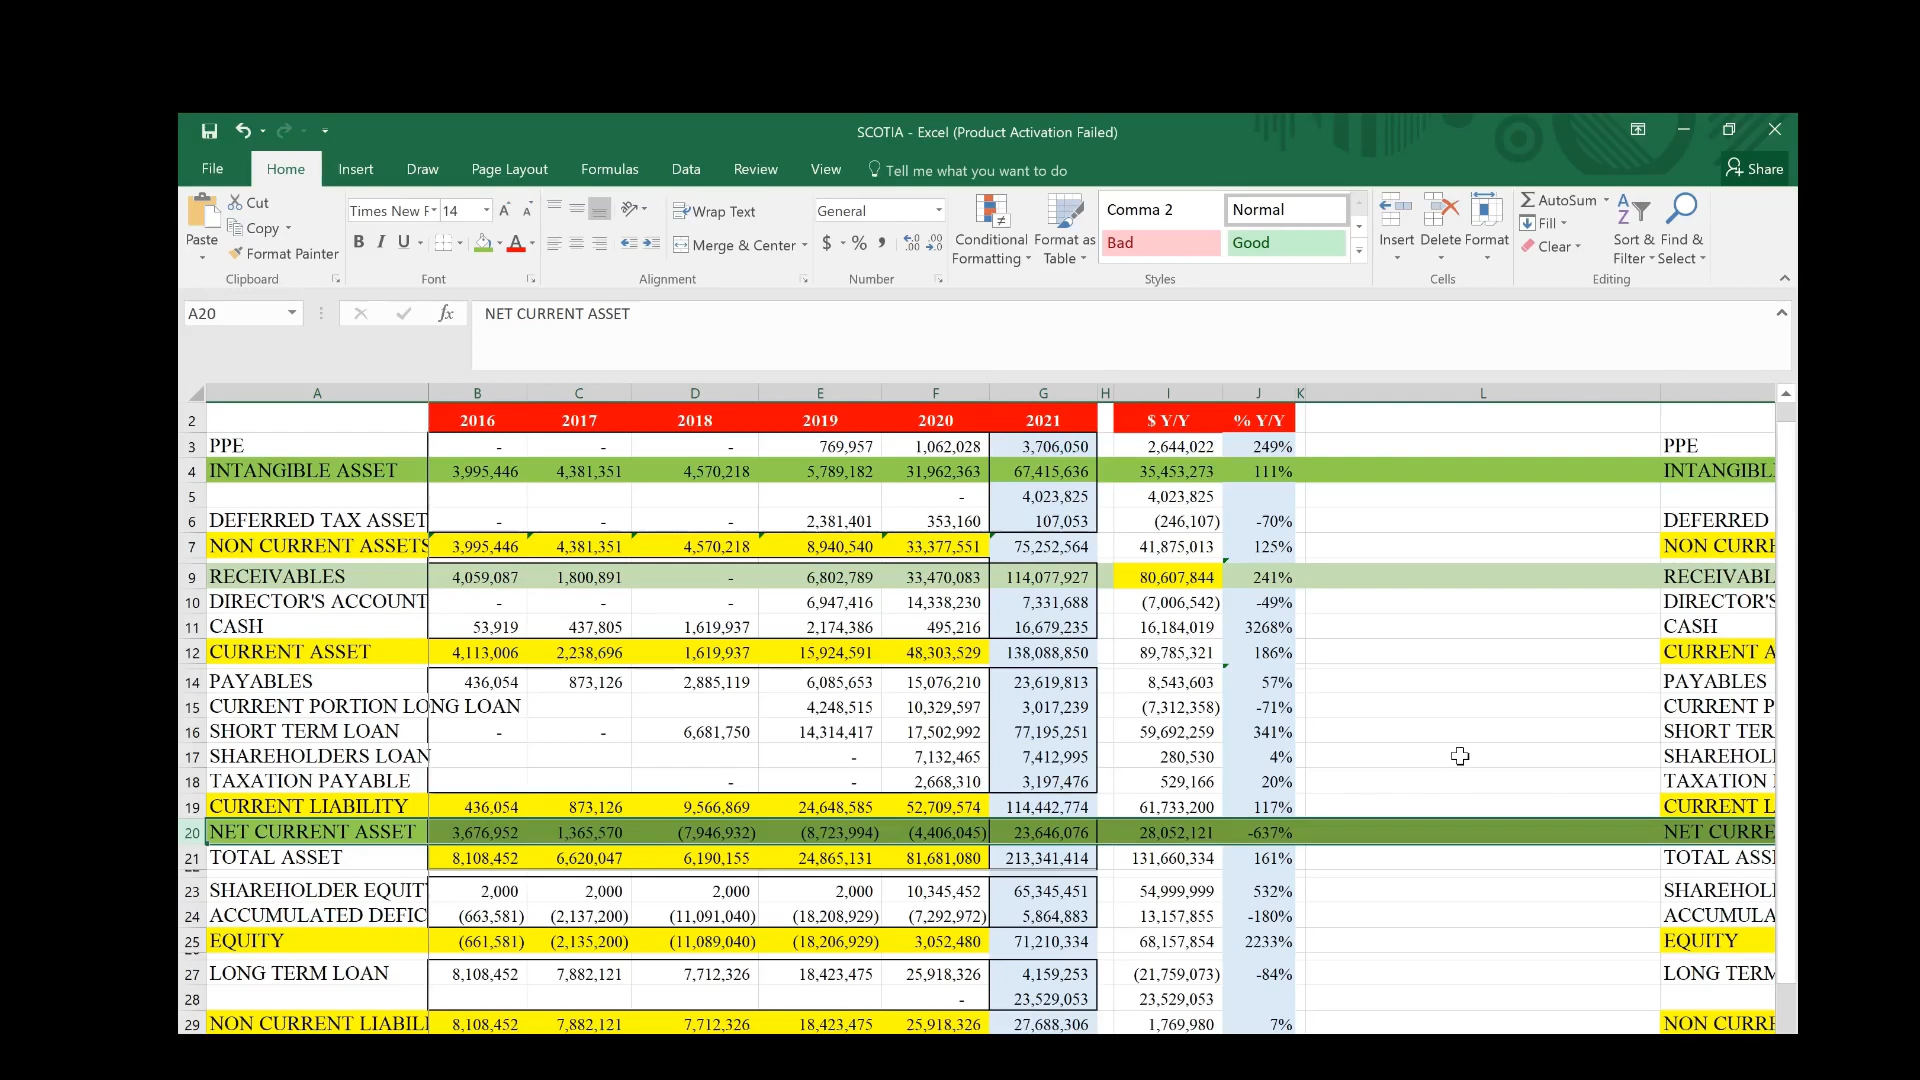 SCOTIA - Excel (Product Activation Failed)
File Home Insert Draw Page Layout Formulas Data Review View Tell me what you want to do Share
Paste Cut Copy Format Painter Clipboard
Times New F 14 A A B I U A Font
Wrap Text Merge & Center Alignment
General $ % , Number
Conditional Formatting Format as Table Comma 2 Normal Bad Good Styles
Insert Delete Format Cells
AutoSum Fill Clear Sort & Filter Find & Select Editing
A20 fx NET CURRENT ASSET
A B C D E F G H I J K L
2 2016 2017 2018 2019 2020 2021 $ Y/Y % Y/Y
3 PPE - - - 769,957 1,062,028 3,706,050 2,644,022 249% PPE
4 INTANGIBLE ASSET 3,995,446 4,381,351 4,570,218 5,789,182 31,962,363 67,415,636 35,453,273 111% INTANGIBL
5 - 4,023,825 4,023,825
6 DEFERRED TAX ASSET - - - 2,381,401 353,160 107,053 (246,107) -70% DEFERRED
7 NON CURRENT ASSETS 3,995,446 4,381,351 4,570,218 8,940,540 33,377,551 75,252,564 41,875,013 125% NON CURRE
9 RECEIVABLES 4,059,087 1,800,891 - 6,802,789 33,470,083 114,077,927 80,607,844 241% RECEIVABL
10 DIRECTOR'S ACCOUNT - - - 6,947,416 14,338,230 7,331,688 (7,006,542) -49% DIRECTOR'S
11 CASH 53,919 437,805 1,619,937 2,174,386 495,216 16,679,235 16,184,019 3268% CASH
12 CURRENT ASSET 4,113,006 2,238,696 1,619,937 15,924,591 48,303,529 138,088,850 89,785,321 186% CURRENT A
14 PAYABLES 436,054 873,126 2,885,119 6,085,653 15,076,210 23,619,813 8,543,603 57% PAYABLES
15 CURRENT PORTION LONG LOAN 4,248,515 10,329,597 3,017,239 (7,312,358) -71% CURRENT P
16 SHORT TERM LOAN - - 6,681,750 14,314,417 17,502,992 77,195,251 59,692,259 341% SHORT TER
17 SHAREHOLDERS LOAN - 7,132,465 7,412,995 280,530 4% SHAREHOL
18 TAXATION PAYABLE - - 2,668,310 3,197,476 529,166 20% TAXATION
19 CURRENT LIABILITY 436,054 873,126 9,566,869 24,648,585 52,709,574 114,442,774 61,733,200 117% CURRENT L
20 NET CURRENT ASSET 3,676,952 1,365,570 (7,946,932) (8,723,994) (4,406,045) 23,646,076 28,052,121 -637% NET CURRE
21 TOTAL ASSET 8,108,452 6,620,047 6,190,155 24,865,131 81,681,080 213,341,414 131,660,334 161% TOTAL ASS
23 SHAREHOLDER EQUIT 2,000 2,000 2,000 2,000 10,345,452 65,345,451 54,999,999 532% SHAREHOL
24 ACCUMULATED DEFIC (663,581) (2,137,200) (11,091,040) (18,208,929) (7,292,972) 5,864,883 13,157,855 -180% ACCUMULA
25 EQUITY (661,581) (2,135,200) (11,089,040) (18,206,929) 3,052,480 71,210,334 68,157,854 2233% EQUITY
27 LONG TERM LOAN 8,108,452 7,882,121 7,712,326 18,423,475 25,918,326 4,159,253 (21,759,073) -84% LONG TERM
28 - 23,529,053 23,529,053
29 NON CURRENT LIABILI 8,108,452 7,882,121 7,712,326 18,423,475 25,918,326 27,688,306 1,769,980 7% NON CURRE